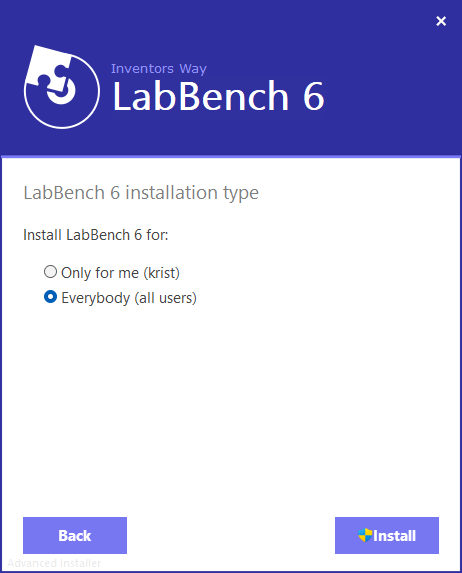 Inventors Way
LabBench 6
LabBench 6 installation type
Install LabBench 6 for:
Only for me (krist)
Everybody (all users)
Back
Install
Advanced Installer